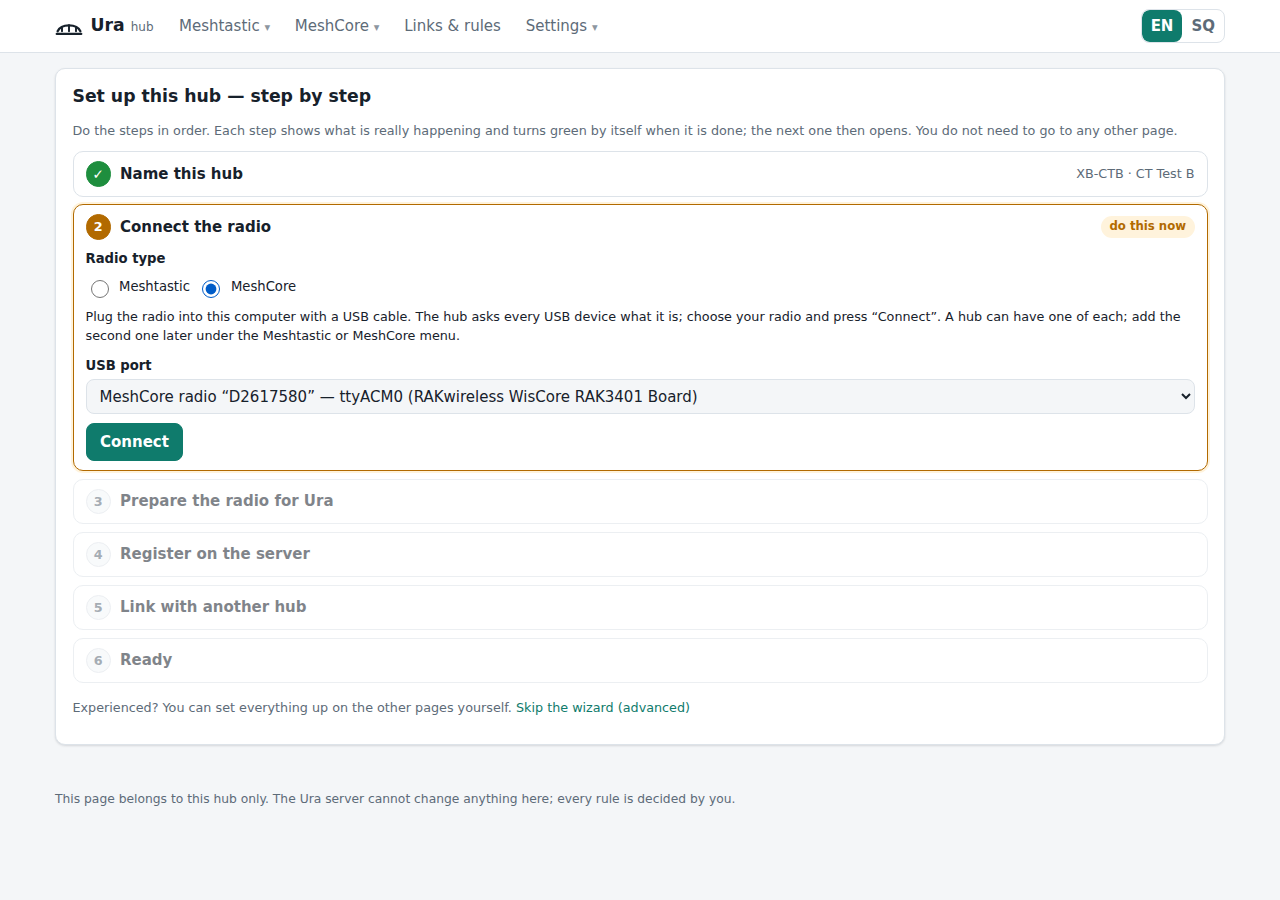 Ura hub Meshtastic ▾ MeshCore ▾ Links & rules Settings ▾ EN SQ
Set up this hub — step by step
Do the steps in order. Each step shows what is really happening and turns green by itself when it is done; the next one then opens. You do not need to go to any other page.
✓ Name this hub XB-CTB · CT Test B
2 Connect the radio do this now
Radio type
Meshtastic MeshCore
Plug the radio into this computer with a USB cable. The hub asks every USB device what it is; choose your radio and press “Connect”. A hub can have one of each; add the
second one later under the Meshtastic or MeshCore menu.
USB port
MeshCore radio “D2617580” — ttyACM0 (RAKwireless WisCore RAK3401 Board)
Connect
3 Prepare the radio for Ura
4 Register on the server
5 Link with another hub
6 Ready
Experienced? You can set everything up on the other pages yourself. Skip the wizard (advanced)
This page belongs to this hub only. The Ura server cannot change anything here; every rule is decided by you.